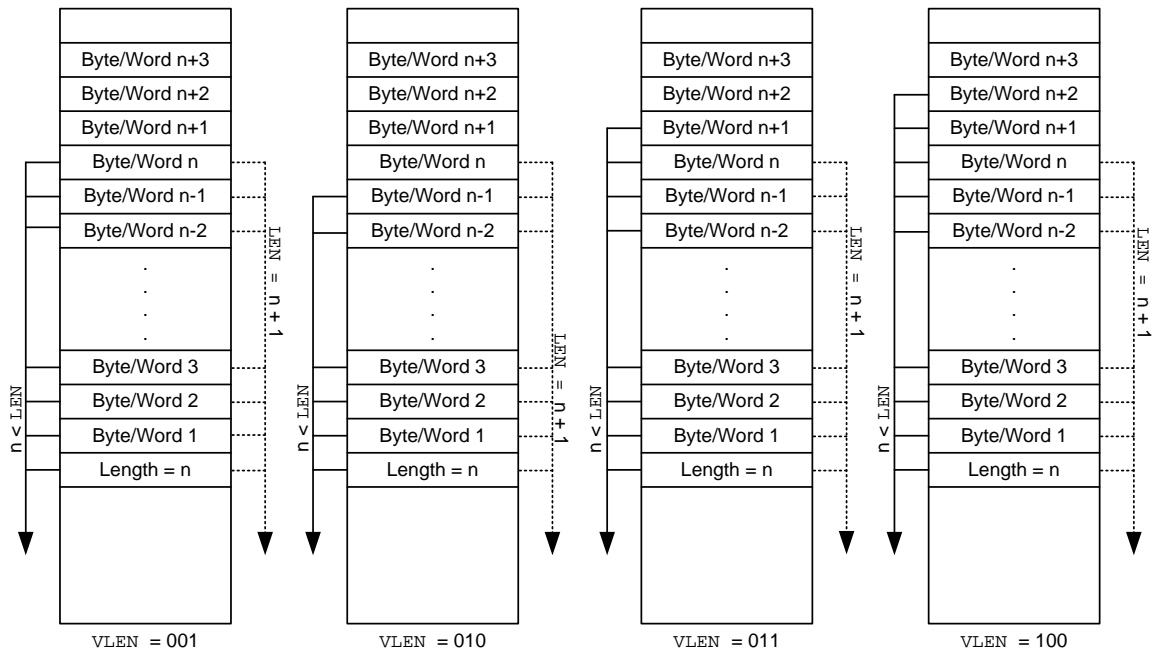 Byte/Word n+3
Byte/Word n+2
Byte/Word n+1
Byte/Word n
Byte/Word n-1
Byte/Word n-2
.
.
.
.
Byte/Word 3
Byte/Word 2
Byte/Word 1
Length = n
n < LEN
LEN = n + 1
VLEN = 001
Byte/Word n+3
Byte/Word n+2
Byte/Word n+1
Byte/Word n
Byte/Word n-1
Byte/Word n-2
.
.
.
.
Byte/Word 3
Byte/Word 2
Byte/Word 1
Length = n
n < LEN
LEN = n + 1
VLEN = 010
Byte/Word n+3
Byte/Word n+2
Byte/Word n+1
Byte/Word n
Byte/Word n-1
Byte/Word n-2
.
.
.
.
Byte/Word 3
Byte/Word 2
Byte/Word 1
Length = n
n < LEN
LEN = n + 1
VLEN = 011
Byte/Word n+3
Byte/Word n+2
Byte/Word n+1
Byte/Word n
Byte/Word n-1
Byte/Word n-2
.
.
.
.
Byte/Word 3
Byte/Word 2
Byte/Word 1
Length = n
n < LEN
LEN = n + 1
VLEN = 100